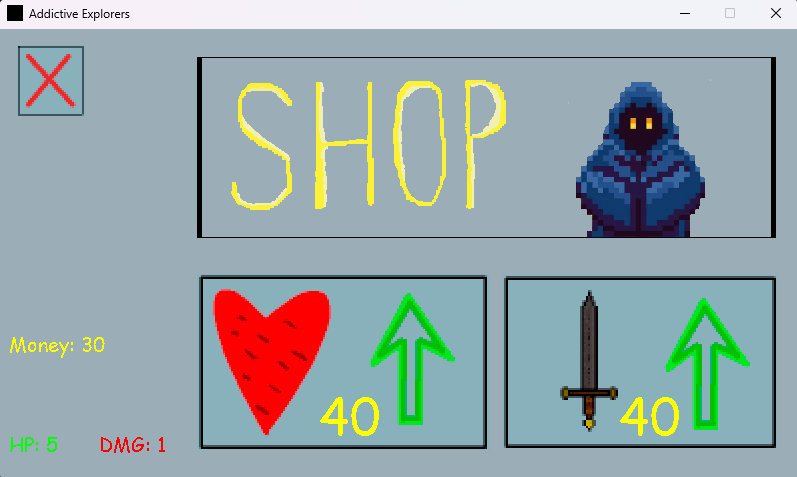 Addictive Explorers
SHOP
Money: 30
40
40
HP: 5 DMG: 1